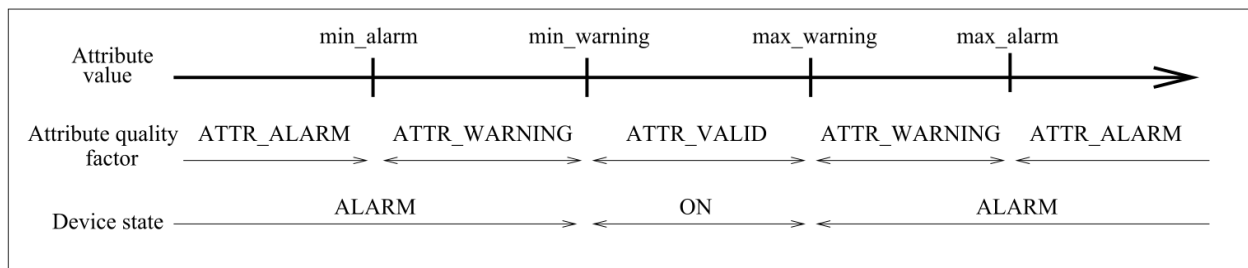 min_alarm min_warning max_warning max_alarm
Attribute
value
Attribute quality
factor
ATTR_ALARM ATTR_WARNING ATTR_VALID ATTR_WARNING ATTR_ALARM
Device state
ALARM ON ALARM